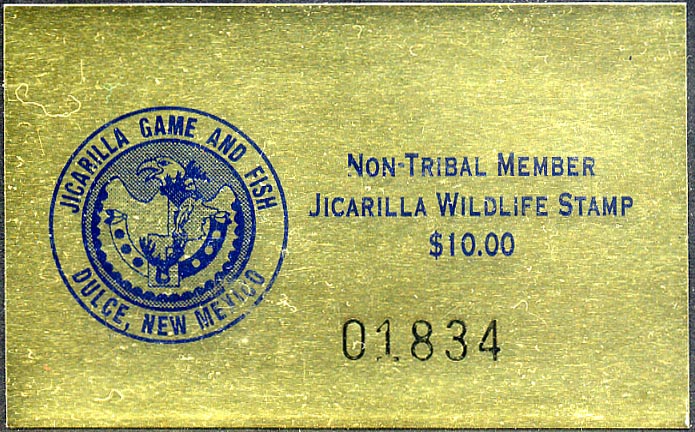 JICARILLA GAME AND FISH
DULCE, NEW MEXICO
NON-TRIBAL MEMBER
JICARILLA WILDLIFE STAMP
$10.00
01834